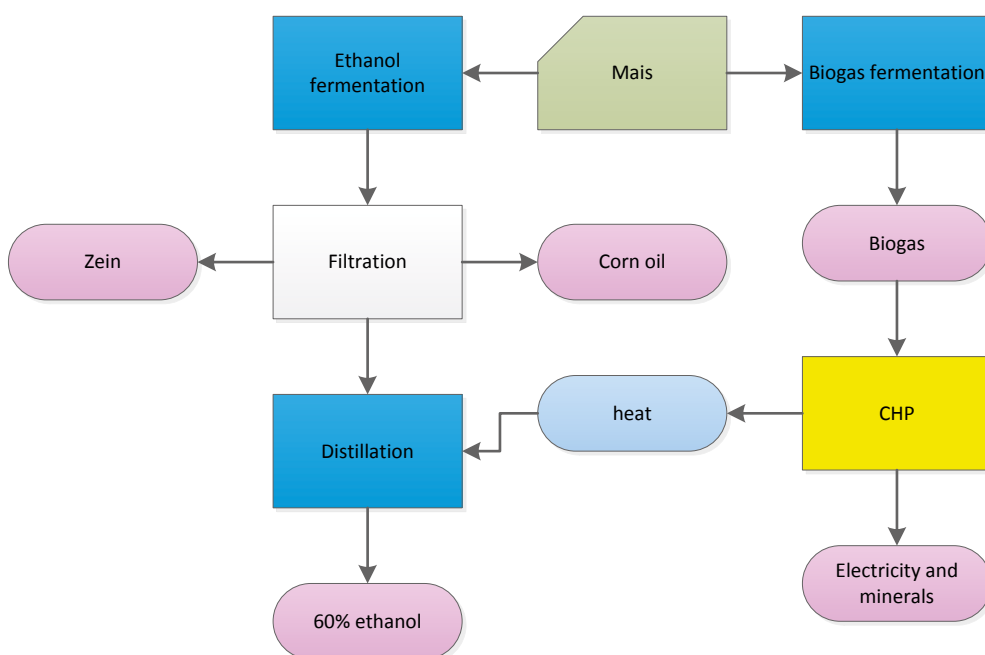 Ethanol
fermentation
Mais
Biogas fermentation
Zein
Filtration
Corn oil
Biogas
Distillation
heat
CHP
60% ethanol
Electricity and
minerals